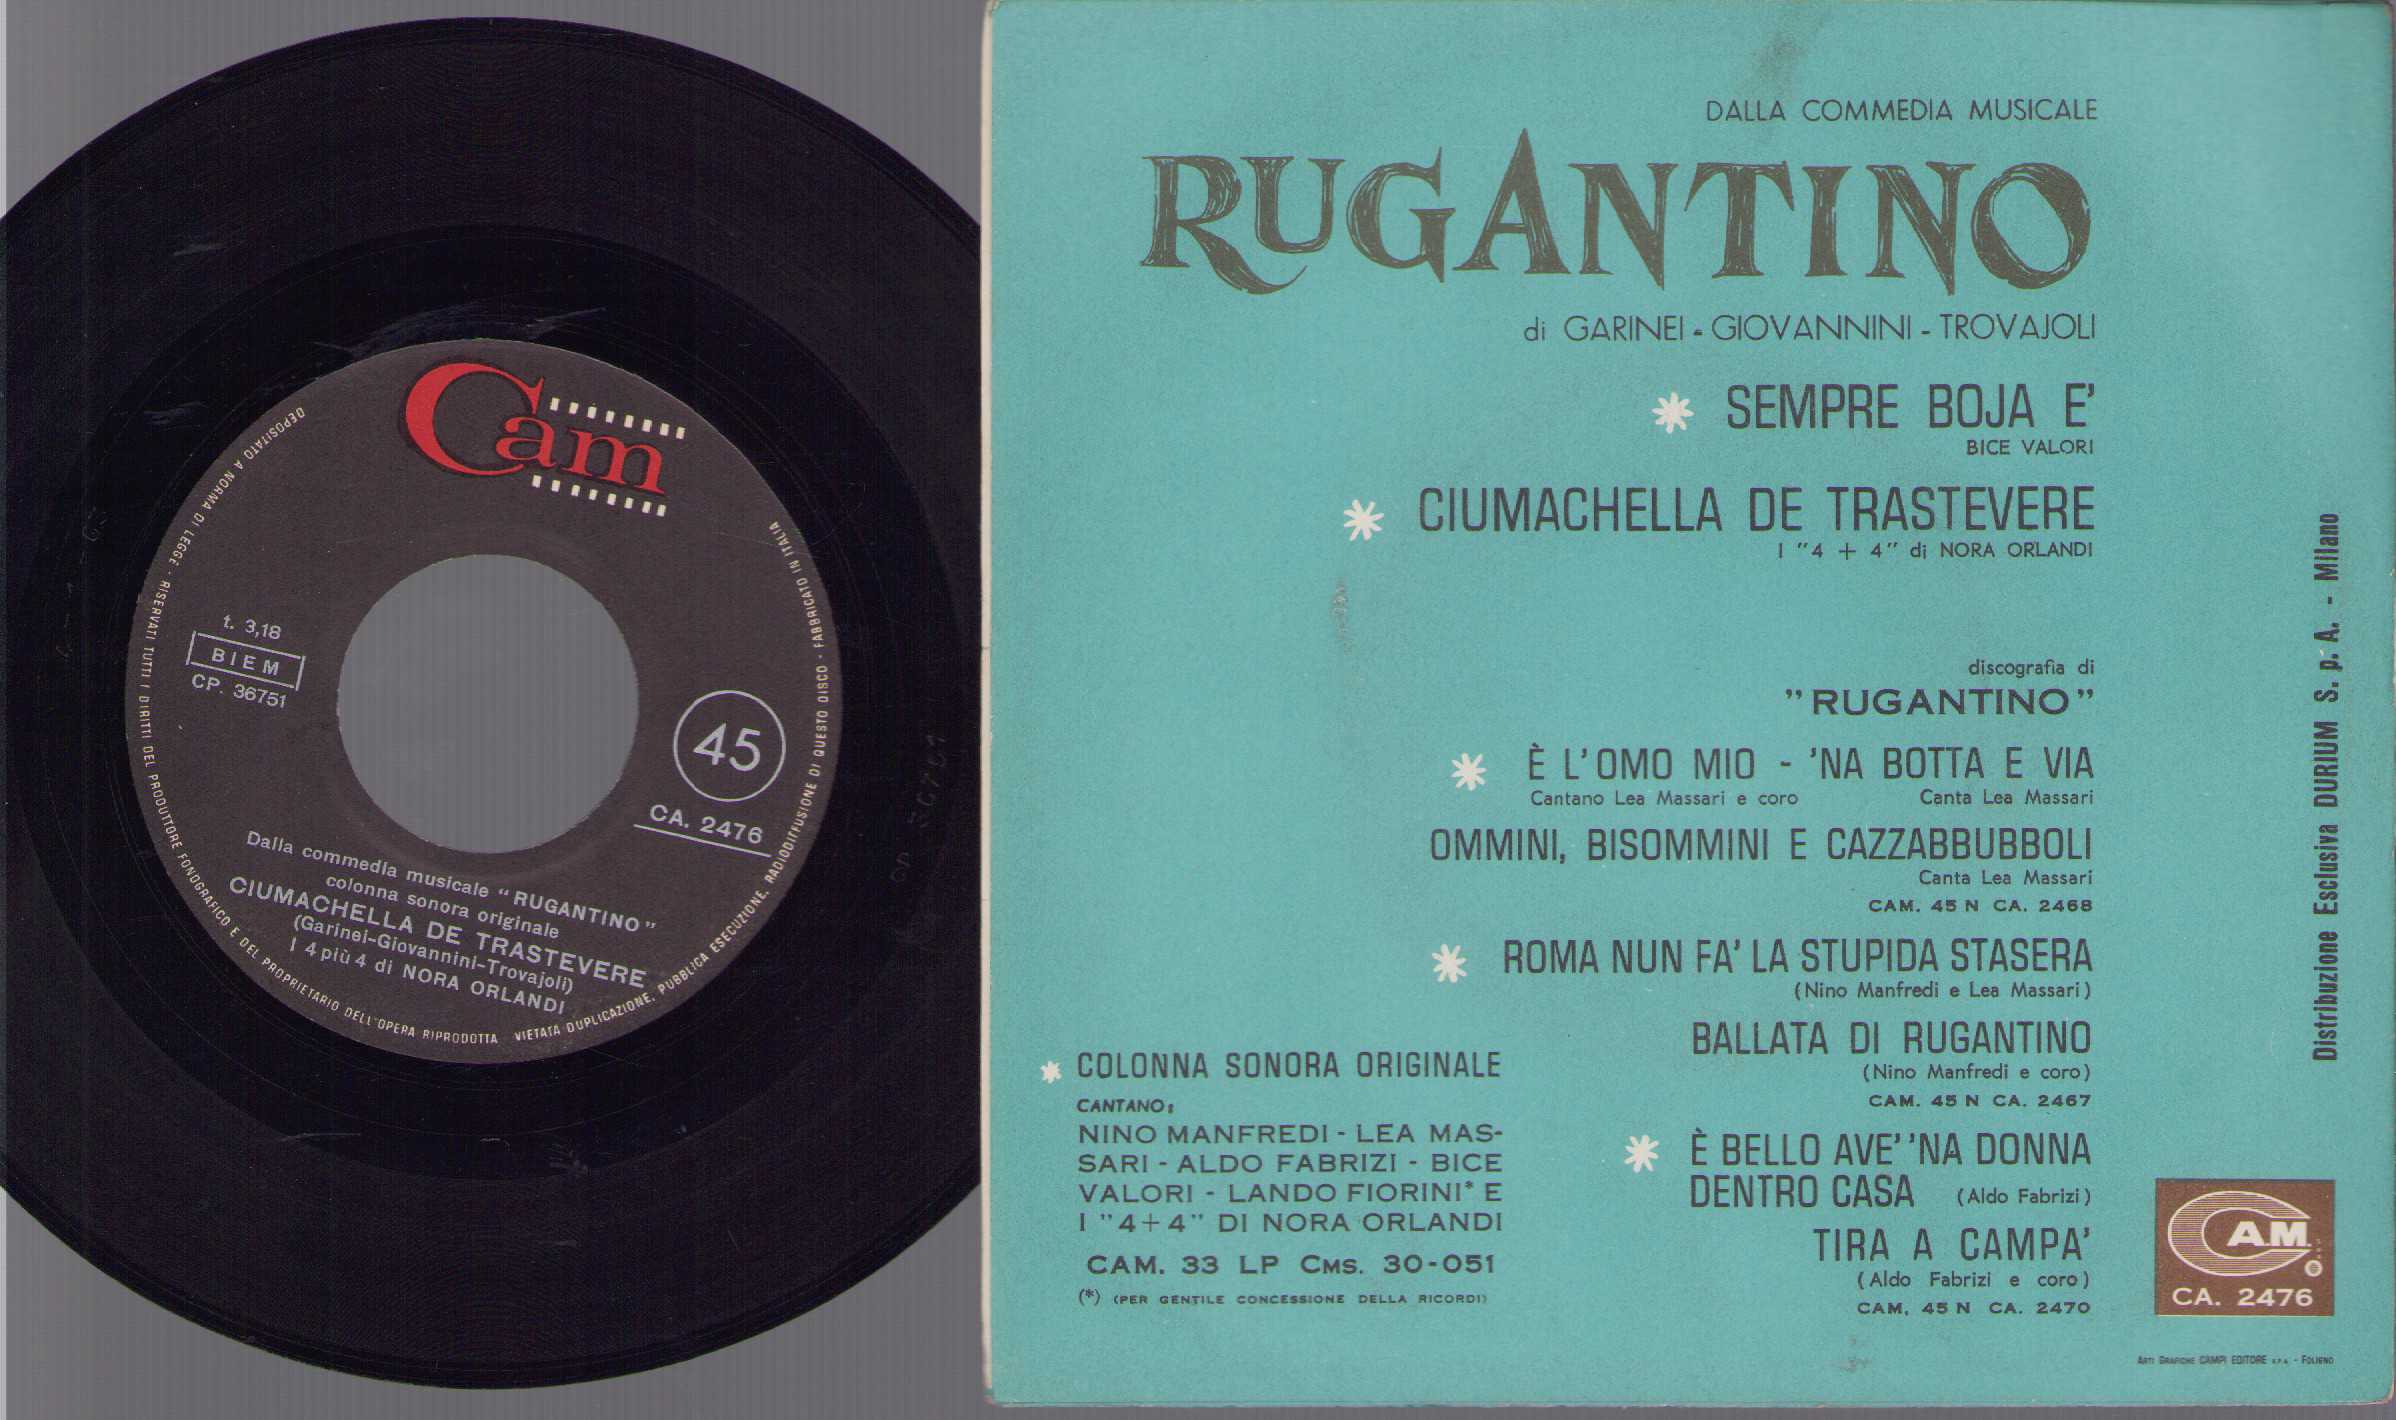 Cam
DEPOSITATO A NORMA DI LEGGE - RISERVATI TUTTI I DIRITTI DEL PRODUTTORE FONOGRAFICO E DEL PROPRIETARIO DELL'OPERA RIPRODOTTA VIETATA DUPLICAZIONE, PUBBLICA ESECUZIONE, RADIODIFFUSIONE DI QUESTO DISCO - FABBRICATO IN ITALIA
t. 3,18
BIEM
CP. 36751
45
CA. 2476
Dalla commedia musicale "RUGANTINO"
colonna sonora originale
CIUMACHELLA DE TRASTEVERE
(Garinei-Giovannini-Trovajoli)
I 4 più 4 di NORA ORLANDI
DALLA COMMEDIA MUSICALE
RUGANTINO
di GARINEI - GIOVANNINI - TROVAJOLI
* SEMPRE BOJA E'
BICE VALORI
* CIUMACHELLA DE TRASTEVERE
I "4 + 4" di NORA ORLANDI
discografia di
"RUGANTINO"
* È L'OMO MIO - 'NA BOTTA E VIA
Cantano Lea Massari e coro Canta Lea Massari
OMMINI, BISOMMINI E CAZZABBUBBOLI
Canta Lea Massari
CAM. 45 N CA. 2468
* ROMA NUN FA' LA STUPIDA STASERA
(Nino Manfredi e Lea Massari)
BALLATA DI RUGANTINO
(Nino Manfredi e coro)
CAM. 45 N CA. 2467
* È BELLO AVE' 'NA DONNA
DENTRO CASA (Aldo Fabrizi)
TIRA A CAMPA'
(Aldo Fabrizi e coro)
CAM. 45 N CA. 2470
* COLONNA SONORA ORIGINALE
CANTANO:
NINO MANFREDI - LEA MAS-
SARI - ALDO FABRIZI - BICE
VALORI - LANDO FIORINI* E
I "4+4" DI NORA ORLANDI
CAM. 33 LP CMS. 30-051
(*) (PER GENTILE CONCESSIONE DELLA RICORDI)
Distribuzione Esclusiva DURIUM S. p. A. - Milano
C.A.M.
CA. 2476
ARTI GRAFICHE CAMPI EDITORE S.P.A. - FOLIGNO